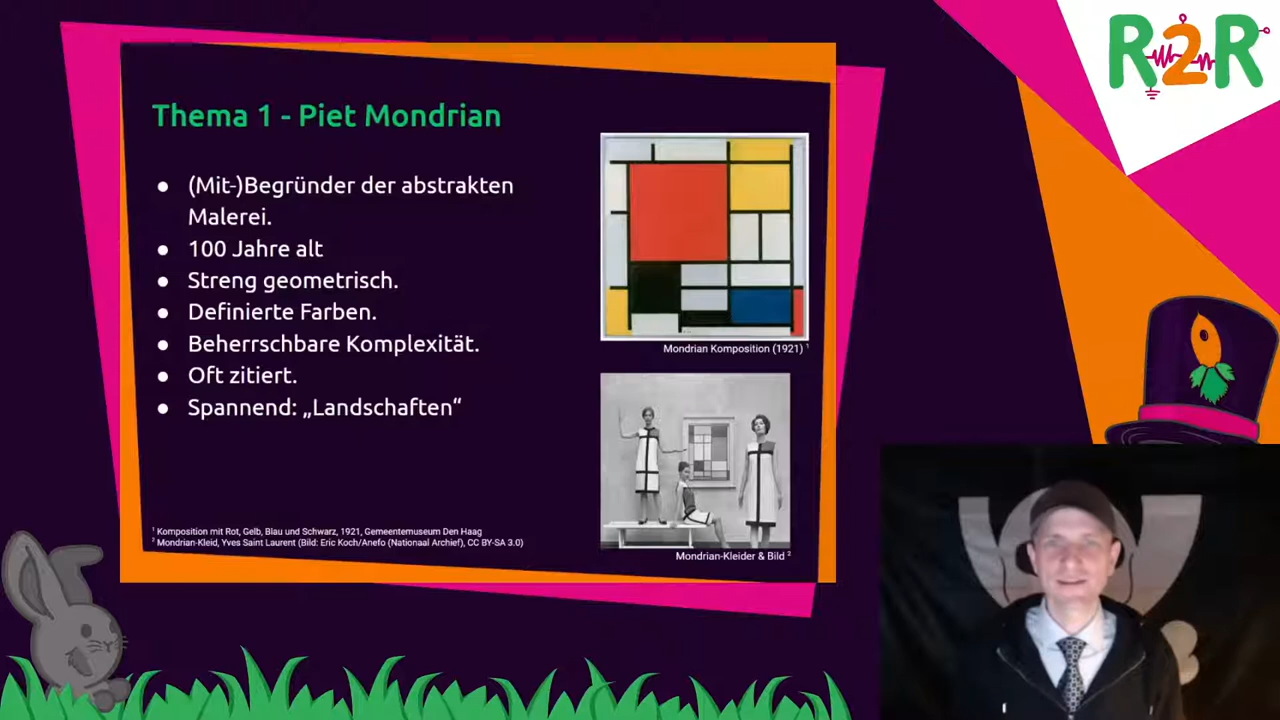 R2R
Thema 1 - Piet Mondrian
● (Mit-)Begründer der abstrakten
Malerei.
● 100 Jahre alt
● Streng geometrisch.
● Definierte Farben.
● Beherrschbare Komplexität.
● Oft zitiert.
● Spannend: „Landschaften“
Mondrian Komposition (1921) ¹
Mondrian-Kleider & Bild ²
¹ Komposition mit Rot, Gelb, Blau und Schwarz, 1921, Gemeentemuseum Den Haag
² Mondrian-Kleid, Yves Saint Laurent (Bild: Eric Koch/Anefo (Nationaal Archief), CC BY-SA 3.0)